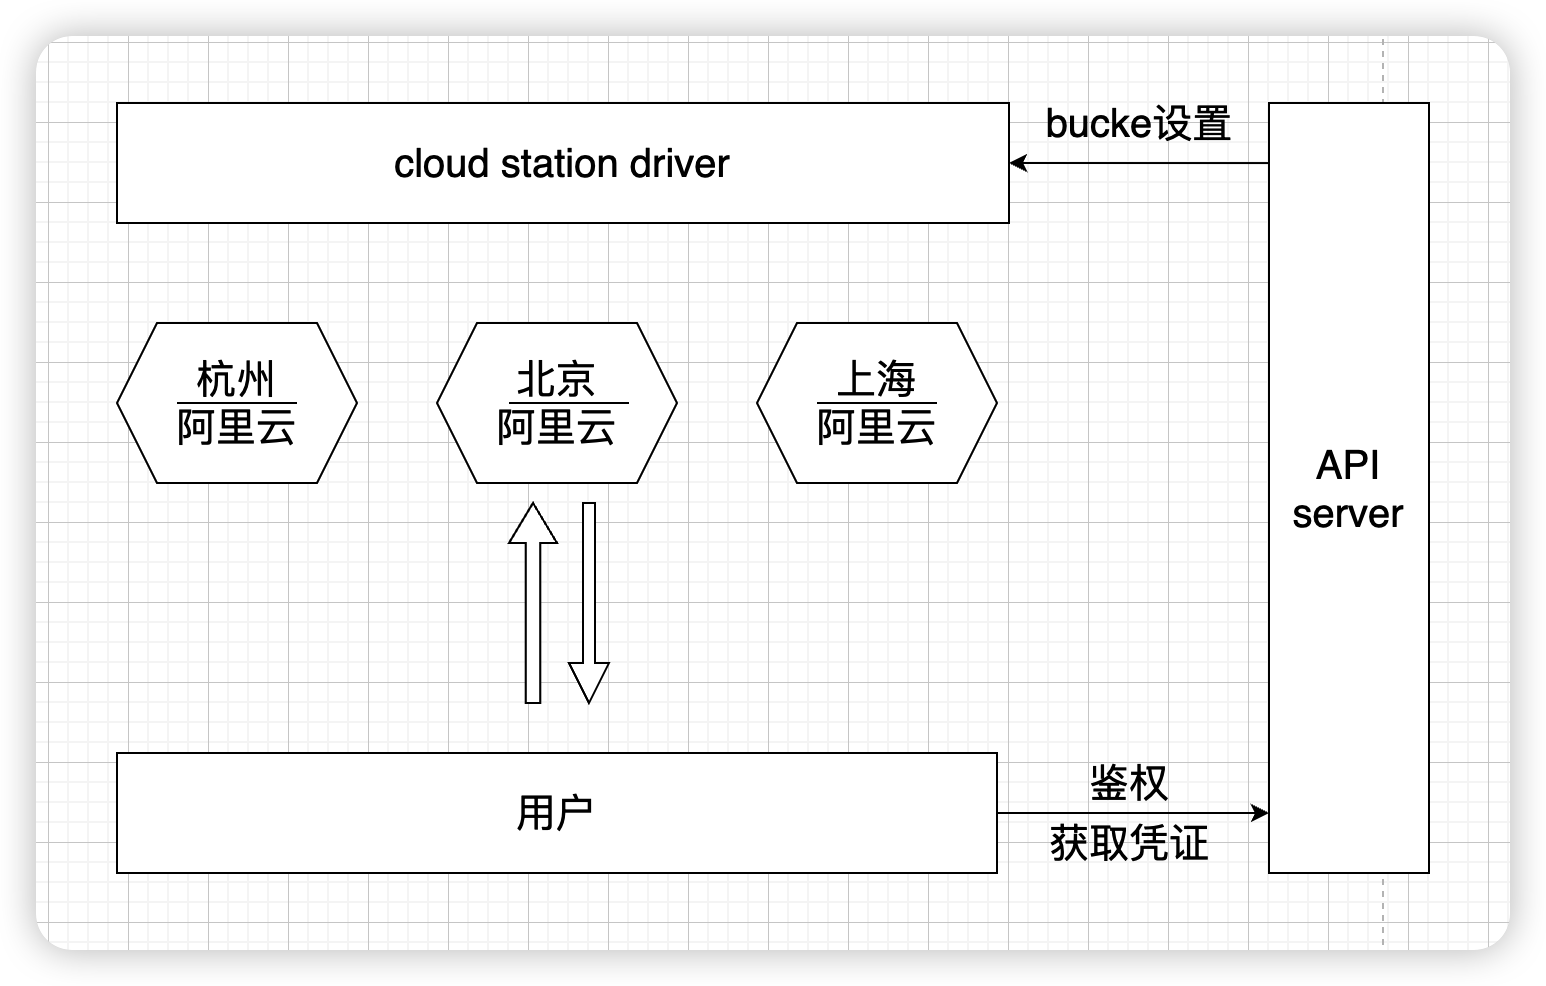 bucke设置
cloud station driver
杭州
阿里云
北京
阿里云
上海
阿里云
API
server
用户
鉴权
获取凭证